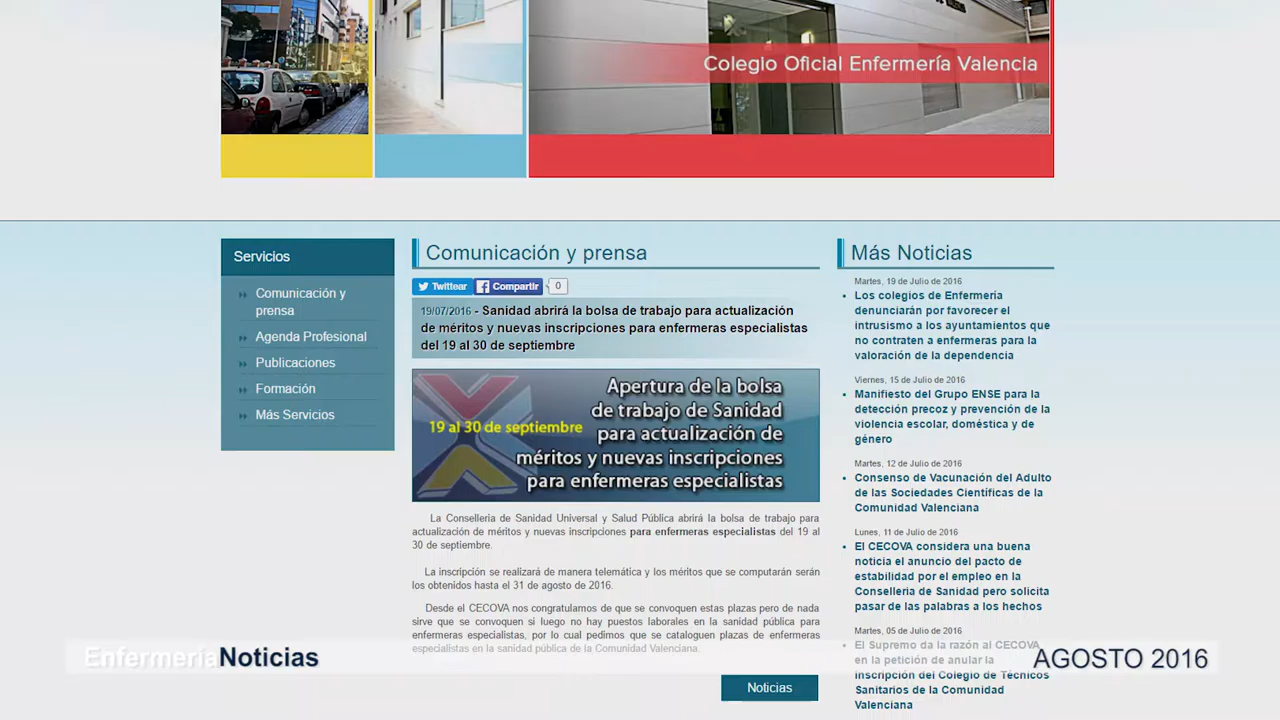 Colegio Oficial Enfermería Valencia
Servicios
Comunicación y
prensa
Agenda Profesional
Publicaciones
Formación
Más Servicios
Comunicación y prensa
Twittear
Compartir
0
19/07/2016 - Sanidad abrirá la bolsa de trabajo para actualización
de méritos y nuevas inscripciones para enfermeras especialistas
del 19 al 30 de septiembre
19 al 30 de septiembre
Apertura de la bolsa
de trabajo de Sanidad
para actualización de
méritos y nuevas inscripciones
para enfermeras especialistas
La Conselleria de Sanidad Universal y Salud Pública abrirá la bolsa de trabajo para
actualización de méritos y nuevas inscripciones para enfermeras especialistas del 19 al
30 de septiembre.
La inscripción se realizará de manera telemática y los méritos que se computarán serán
los obtenidos hasta el 31 de agosto de 2016.
Desde el CECOVA nos congratulamos de que se convoquen estas plazas pero de nada
sirve que se convoquen si luego no hay puestos laborales en la sanidad pública para
enfermeras especialistas, por lo cual pedimos que se cataloguen plazas de enfermeras
especialistas en la sanidad pública de la Comunidad Valenciana.
Noticias
Más Noticias
Martes, 19 de Julio de 2016
Los colegios de Enfermería
denunciarán por favorecer el
intrusismo a los ayuntamientos que
no contraten a enfermeras para la
valoración de la dependencia
Viernes, 15 de Julio de 2016
Manifiesto del Grupo ENSE para la
detección precoz y prevención de la
violencia escolar, doméstica y de
género
Martes, 12 de Julio de 2016
Consenso de Vacunación del Adulto
de las Sociedades Científicas de la
Comunidad Valenciana
Lunes, 11 de Julio de 2016
El CECOVA considera una buena
noticia el anuncio del pacto de
estabilidad por el empleo en la
Conselleria de Sanidad pero solicita
pasar de las palabras a los hechos
Martes, 05 de Julio de 2016
El Supremo da la razón al CECOVA
en la petición de anular la
inscripción del Colegio de Técnicos
Sanitarios de la Comunidad
Valenciana
EnfermeríaNoticias
AGOSTO 2016